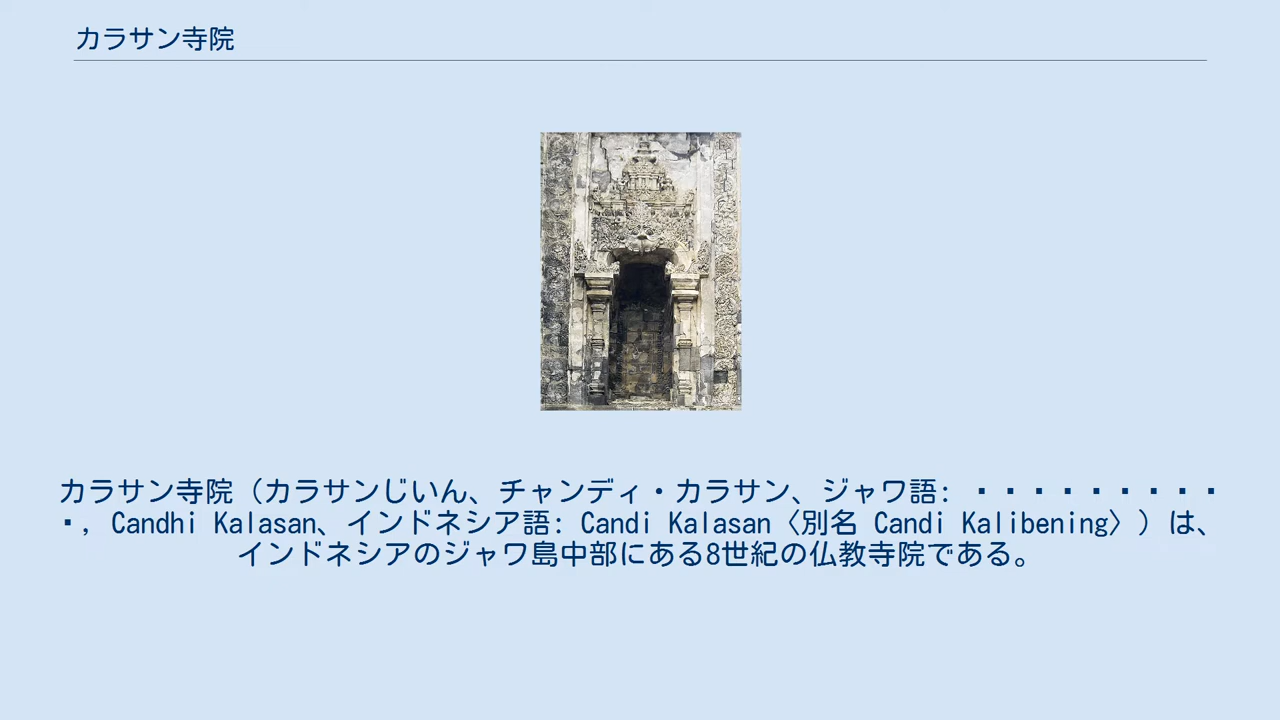 カラサン寺院
カラサン寺院（カラサンじいん、チャンディ・カラサン、ジャワ語: ・・・・・・・・・
・, Candhi Kalasan、インドネシア語: Candi Kalasan〈別名 Candi Kalibening〉）は、
インドネシアのジャワ島中部にある8世紀の仏教寺院である。